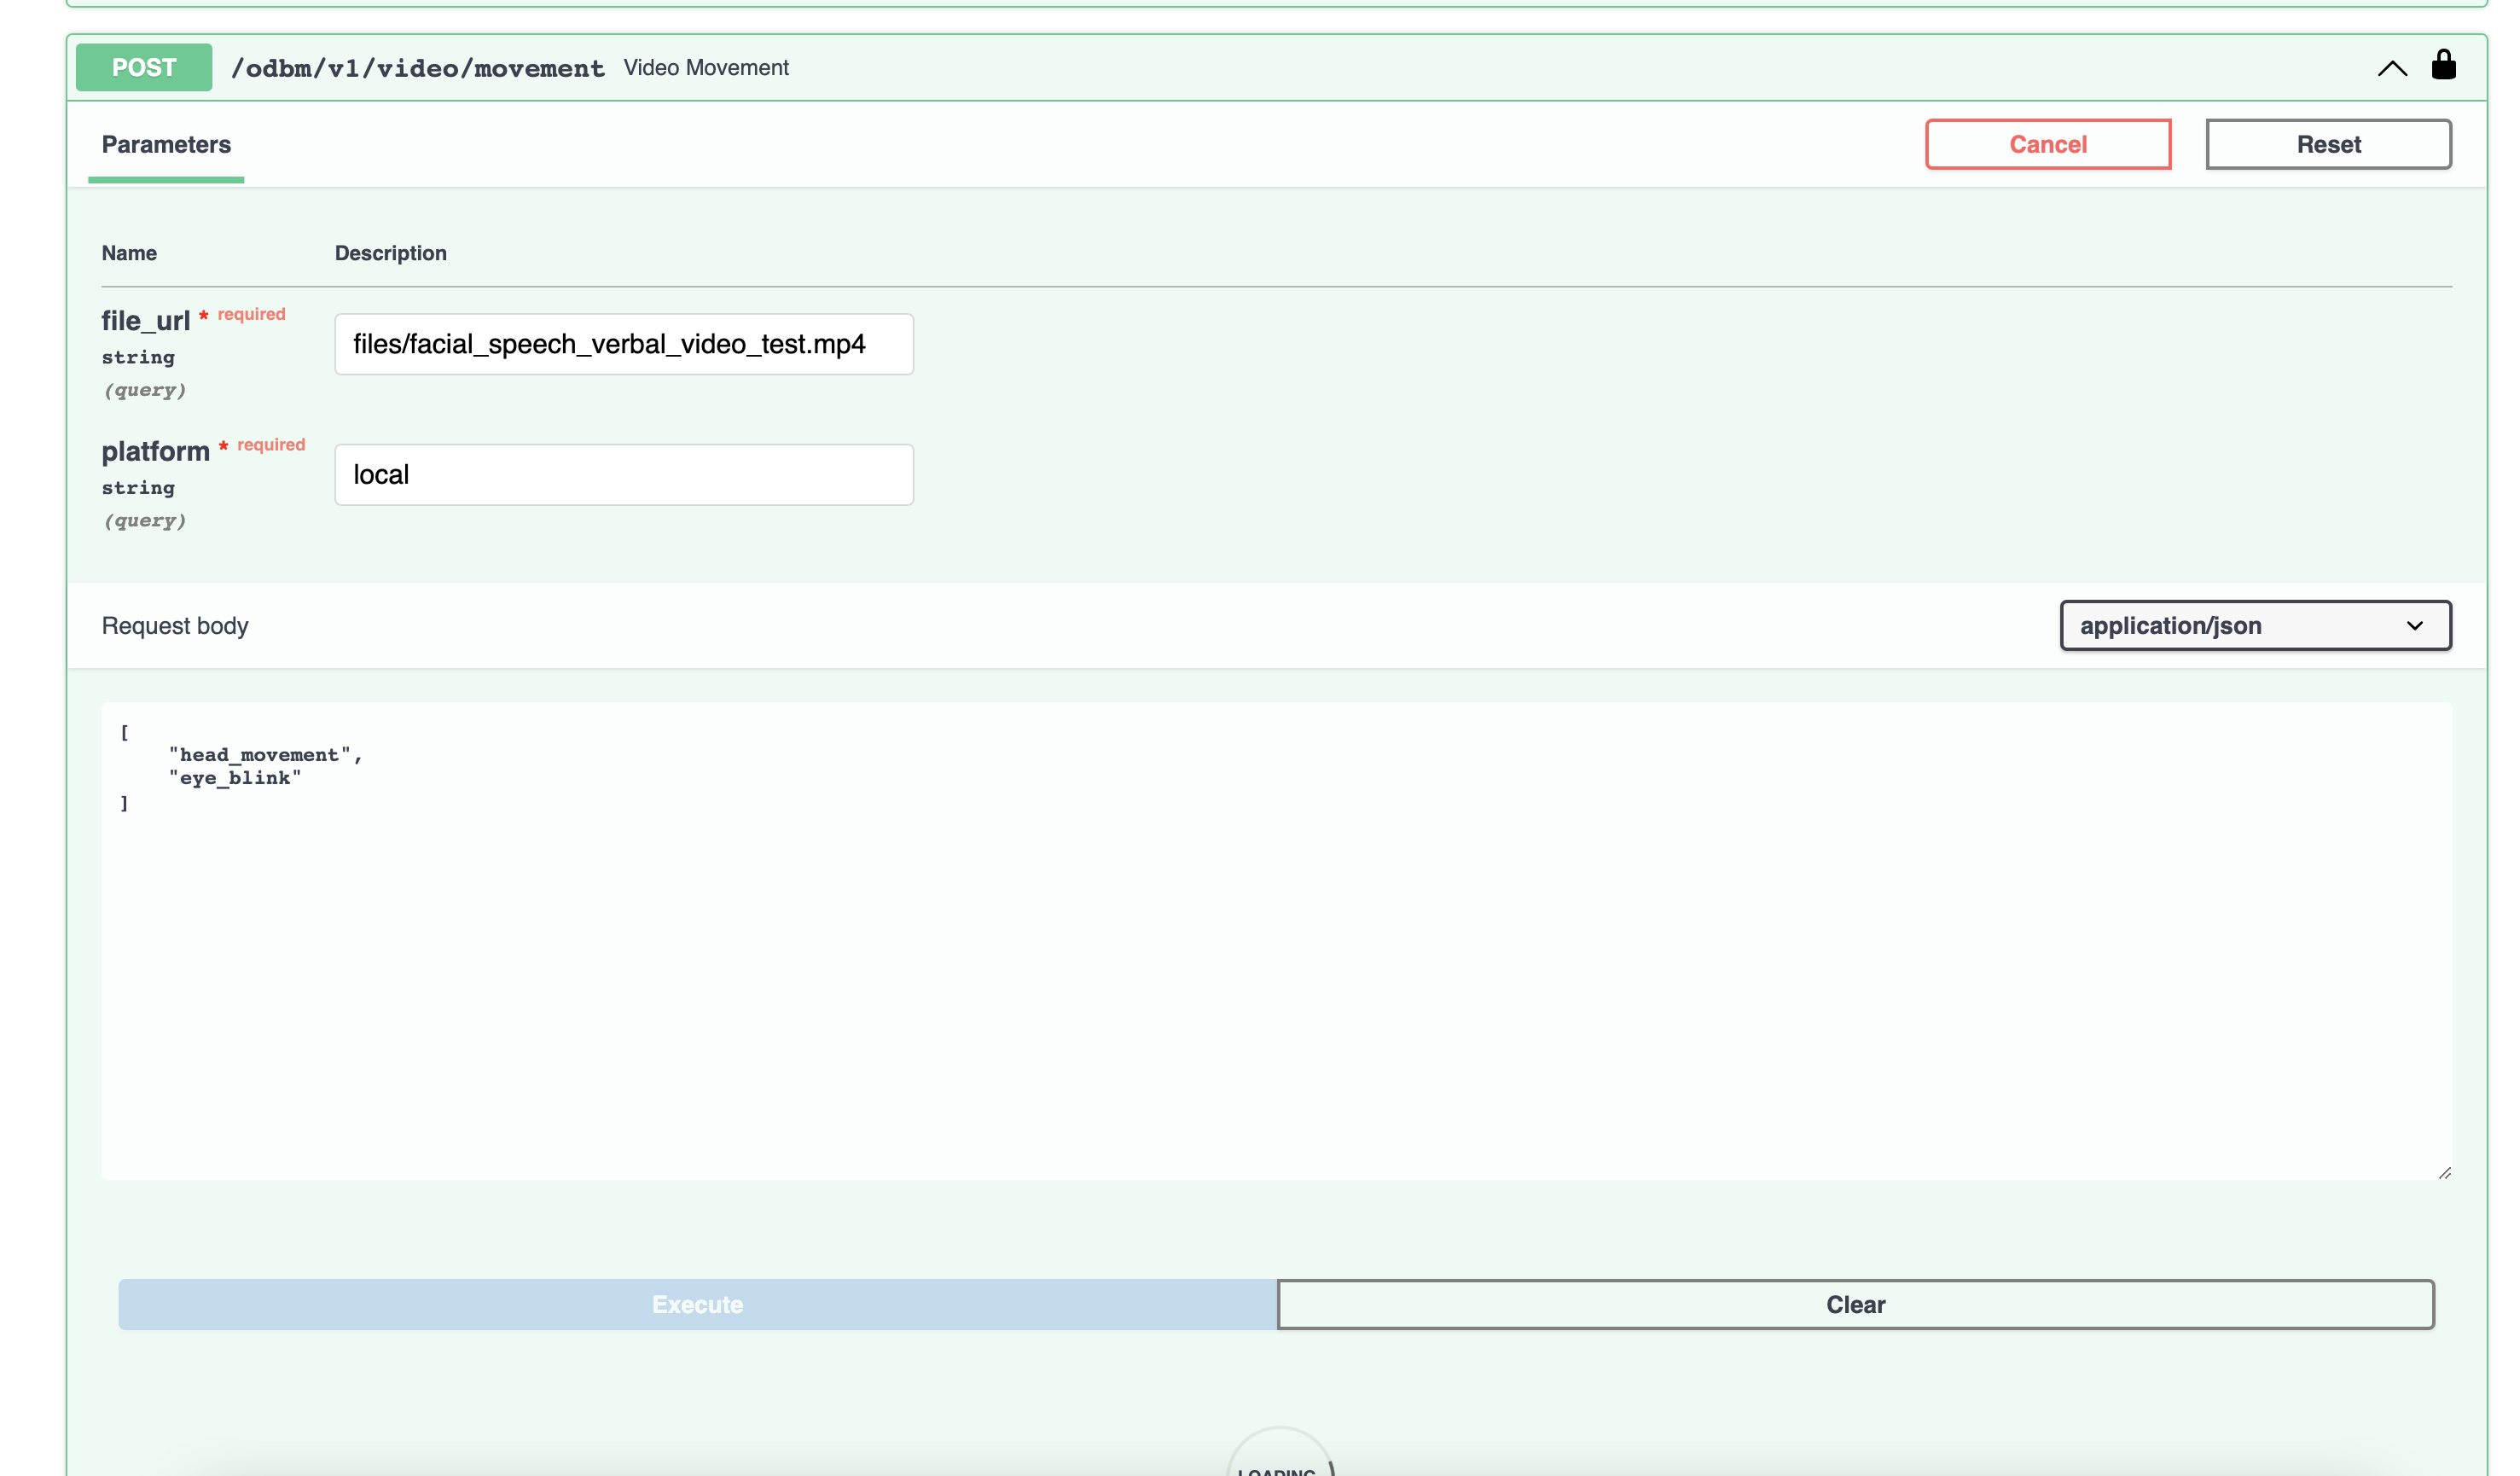 POST /odbm/v1/video/movement Video Movement
Parameters Cancel Reset
Name Description
file_url * required
string
(query)
files/facial_speech_verbal_video_test.mp4
platform * required
string
(query)
local
Request body application/json
[
"head_movement",
"eye_blink"
]
Execute Clear
LOADING